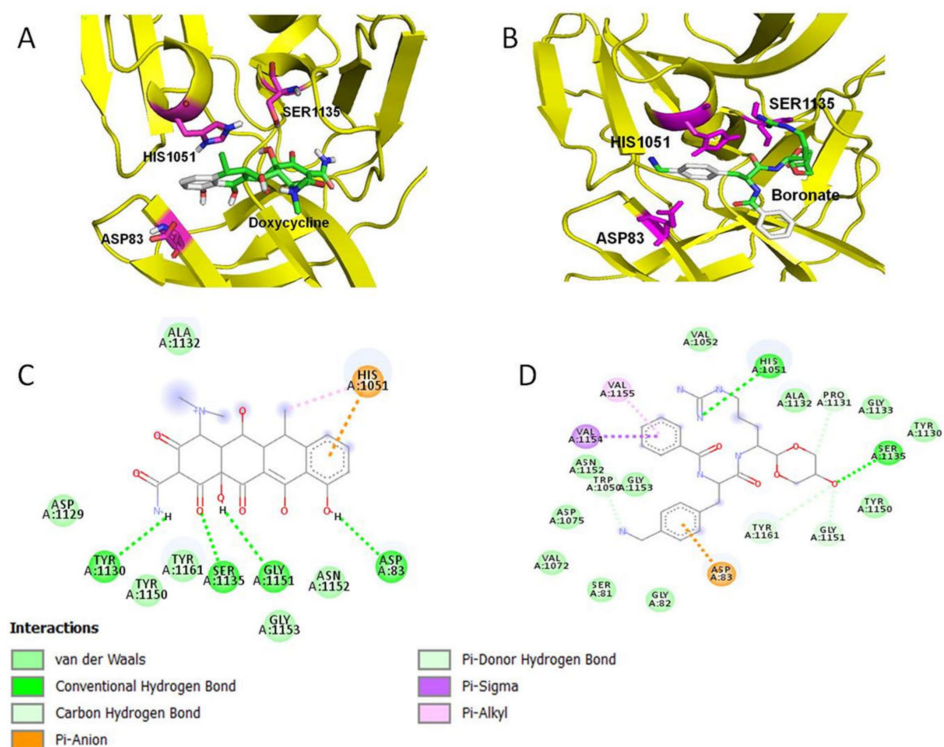 A
SER1135
HIS1051
Doxycycline
ASP83
B
SER1135
HIS1051
Boronate
ASP83
C
ALA
A:1132
HIS
A:1051
N
H
O
O
O
N
H
O
O
H
O
O
H
ASP
A:1129
TYR
A:1130
TYR
A:1150
TYR
A:1161
SER
A:1135
GLY
A:1151
ASN
A:1152
GLY
A:1153
ASP
A:83
D
VAL
A:1052
HIS
A:1051
VAL
A:1155
VAL
A:1154
ALA
A:1132
PRO
A:1131
GLY
A:1133
TYR
A:1130
SER
A:1135
ASN
A:1152
TRP
A:1050
GLY
A:1153
ASP
A:1075
TYR
A:1161
GLY
A:1151
TYR
A:1150
VAL
A:1072
SER
A:81
GLY
A:82
ASP
A:83
Interactions
van der Waals
Conventional Hydrogen Bond
Carbon Hydrogen Bond
Pi-Anion
Pi-Donor Hydrogen Bond
Pi-Sigma
Pi-Alkyl